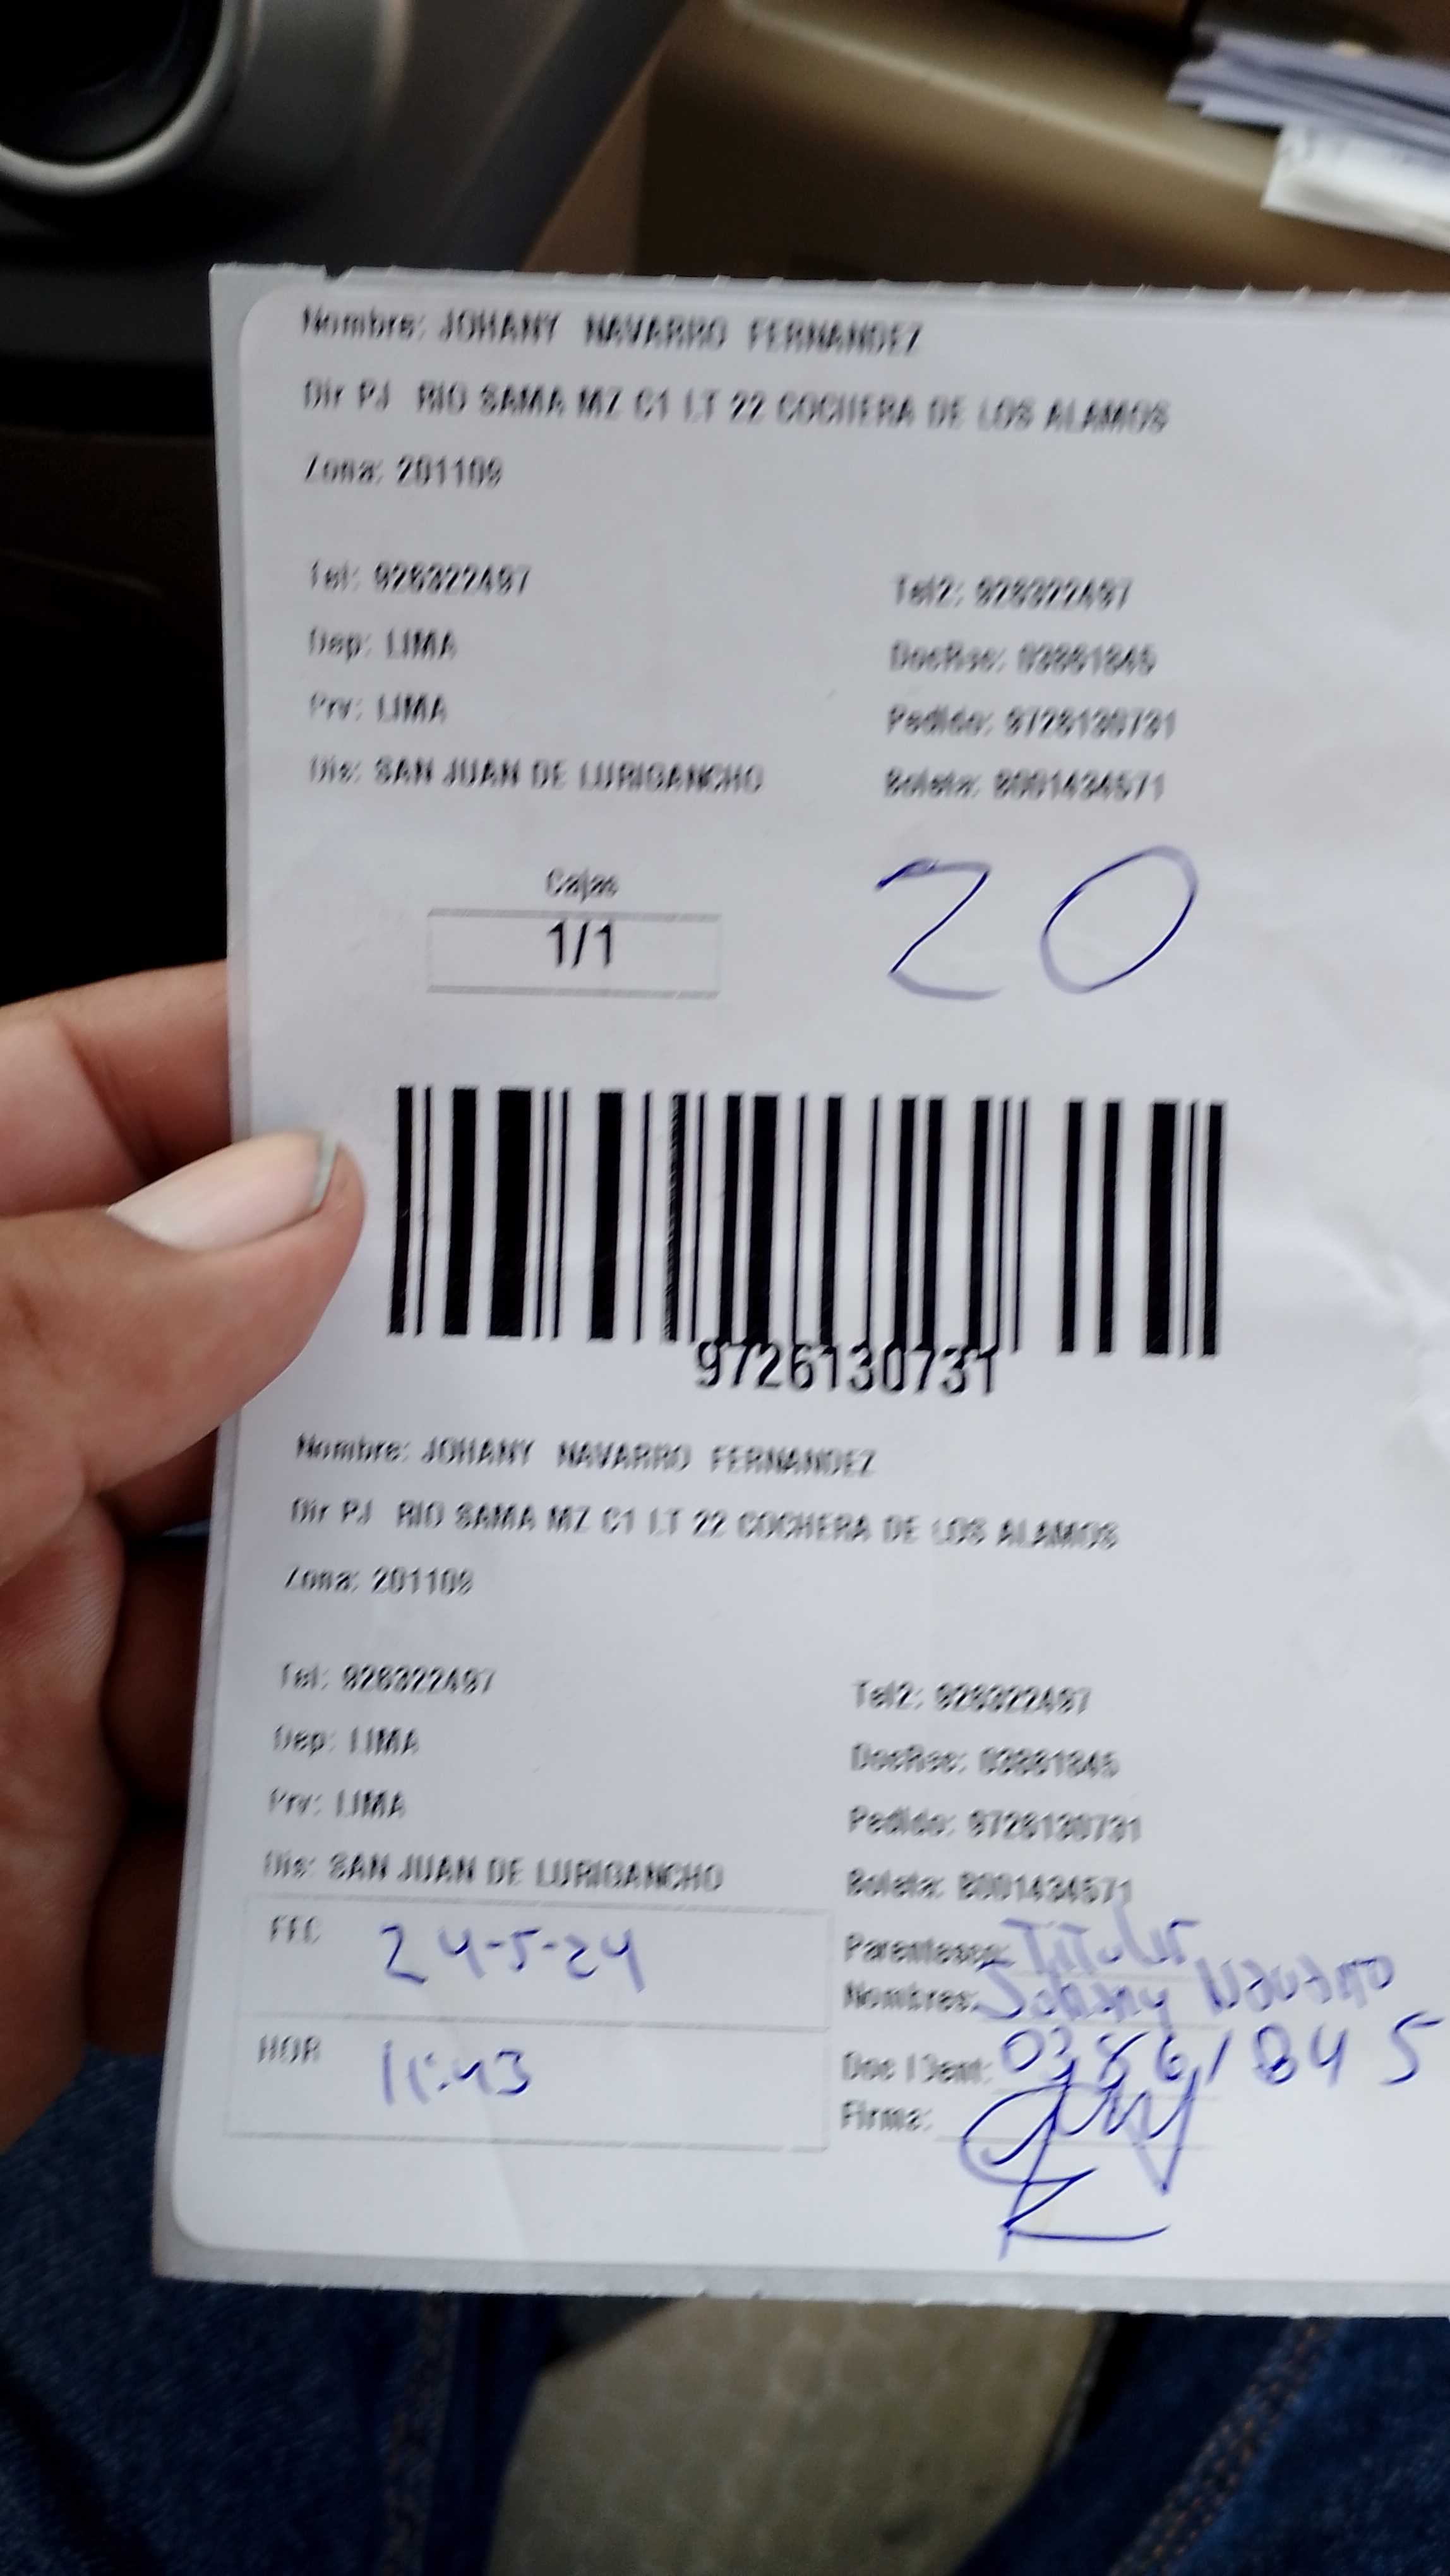 Nombre: JOHANY NAVARRO FERNANDEZ
Dir PJ RIO SAMA MZ C1 LT 22 COCHERA DE LOS ALAMOS
Zona: 201109
Tel: 926322497 Tel2: 926322497
Dep: LIMA DocRec: 03861845
Prv: LIMA Pedido: 9726130731
Dis: SAN JUAN DE LURIGANCHO Boleta: B001434571
Cajas
1/1
20
9726130731
Nombre: JOHANY NAVARRO FERNANDEZ
Dir PJ RIO SAMA MZ C1 LT 22 COCHERA DE LOS ALAMOS
Zona: 201109
Tel: 926322497 Tel2: 926322497
Dep: LIMA DocRec: 03861845
Prv: LIMA Pedido: 9726130731
Dis: SAN JUAN DE LURIGANCHO Boleta: B001434571
FEC 24-5-24 Parentesco: Titular
Nombres: Johany Navarro
HOR 11:43 Doc IDent: 03861845
Firma: